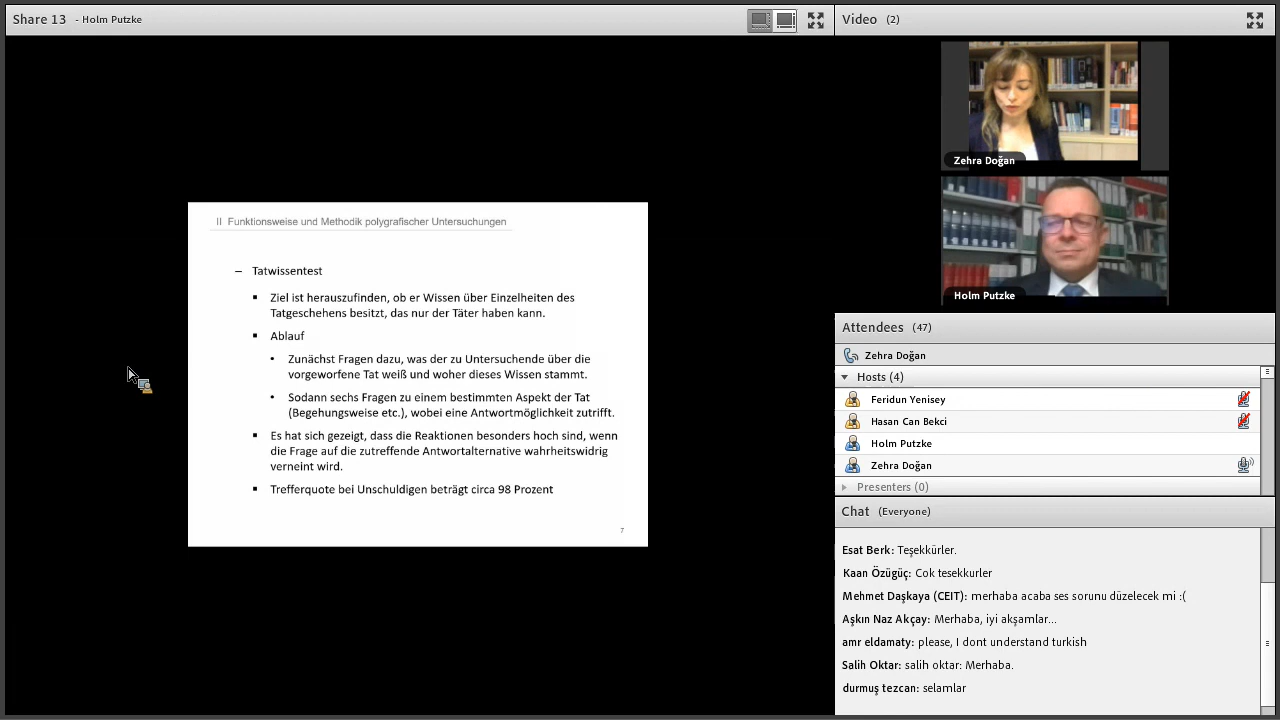 Share 13 - Holm Putzke
II Funktionsweise und Methodik polygrafischer Untersuchungen
– Tatwissentest
▪ Ziel ist herauszufinden, ob er Wissen über Einzelheiten des
Tatgeschehens besitzt, das nur der Täter haben kann.
▪ Ablauf
• Zunächst Fragen dazu, was der zu Untersuchende über die
vorgeworfene Tat weiß und woher dieses Wissen stammt.
• Sodann sechs Fragen zu einem bestimmten Aspekt der Tat
(Begehungsweise etc.), wobei eine Antwortmöglichkeit zutrifft.
▪ Es hat sich gezeigt, dass die Reaktionen besonders hoch sind, wenn
die Frage auf die zutreffende Antwortalternative wahrheitswidrig
verneint wird.
▪ Trefferquote bei Unschuldigen beträgt circa 98 Prozent
7
Video (2)
Zehra Doğan
Holm Putzke
Attendees (47)
Zehra Doğan
Hosts (4)
Feridun Yenisey
Hasan Can Bekci
Holm Putzke
Zehra Doğan
Presenters (0)
Chat (Everyone)
Esat Berk: Teşekkürler.
Kaan Özügüç: Cok tesekkurler
Mehmet Daşkaya (CEIT): merhaba acaba ses sorunu düzelecek mi :(
Aşkın Naz Akçay: Merhaba, iyi akşamlar...
amr eldamaty: please, I dont understand turkish
Salih Oktar: salih oktar: Merhaba.
durmuş tezcan: selamlar